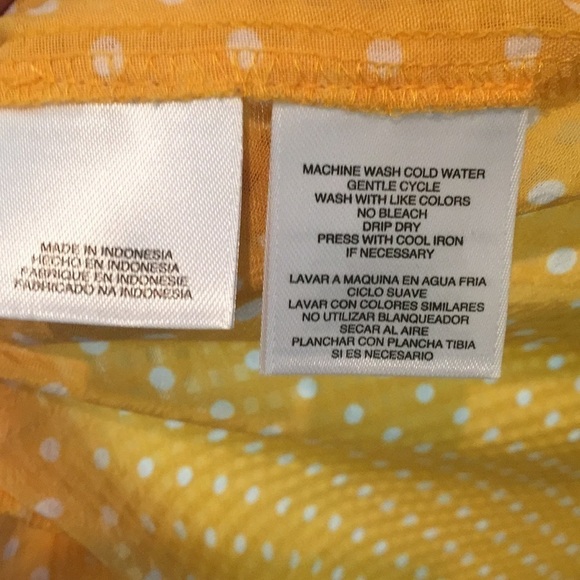 MADE IN INDONESIA
HECHO EN INDONESIA
FABRIQUE EN INDONESIE
FABRICADO NA INDONESIA
MACHINE WASH COLD WATER
GENTLE CYCLE
WASH WITH LIKE COLORS
NO BLEACH
DRIP DRY
PRESS WITH COOL IRON
IF NECESSARY
LAVAR A MAQUINA EN AGUA FRIA
CICLO SUAVE
LAVAR CON COLORES SIMILARES
NO UTILIZAR BLANQUEADOR
SECAR AL AIRE
PLANCHAR CON PLANCHA TIBIA
SI ES NECESARIO